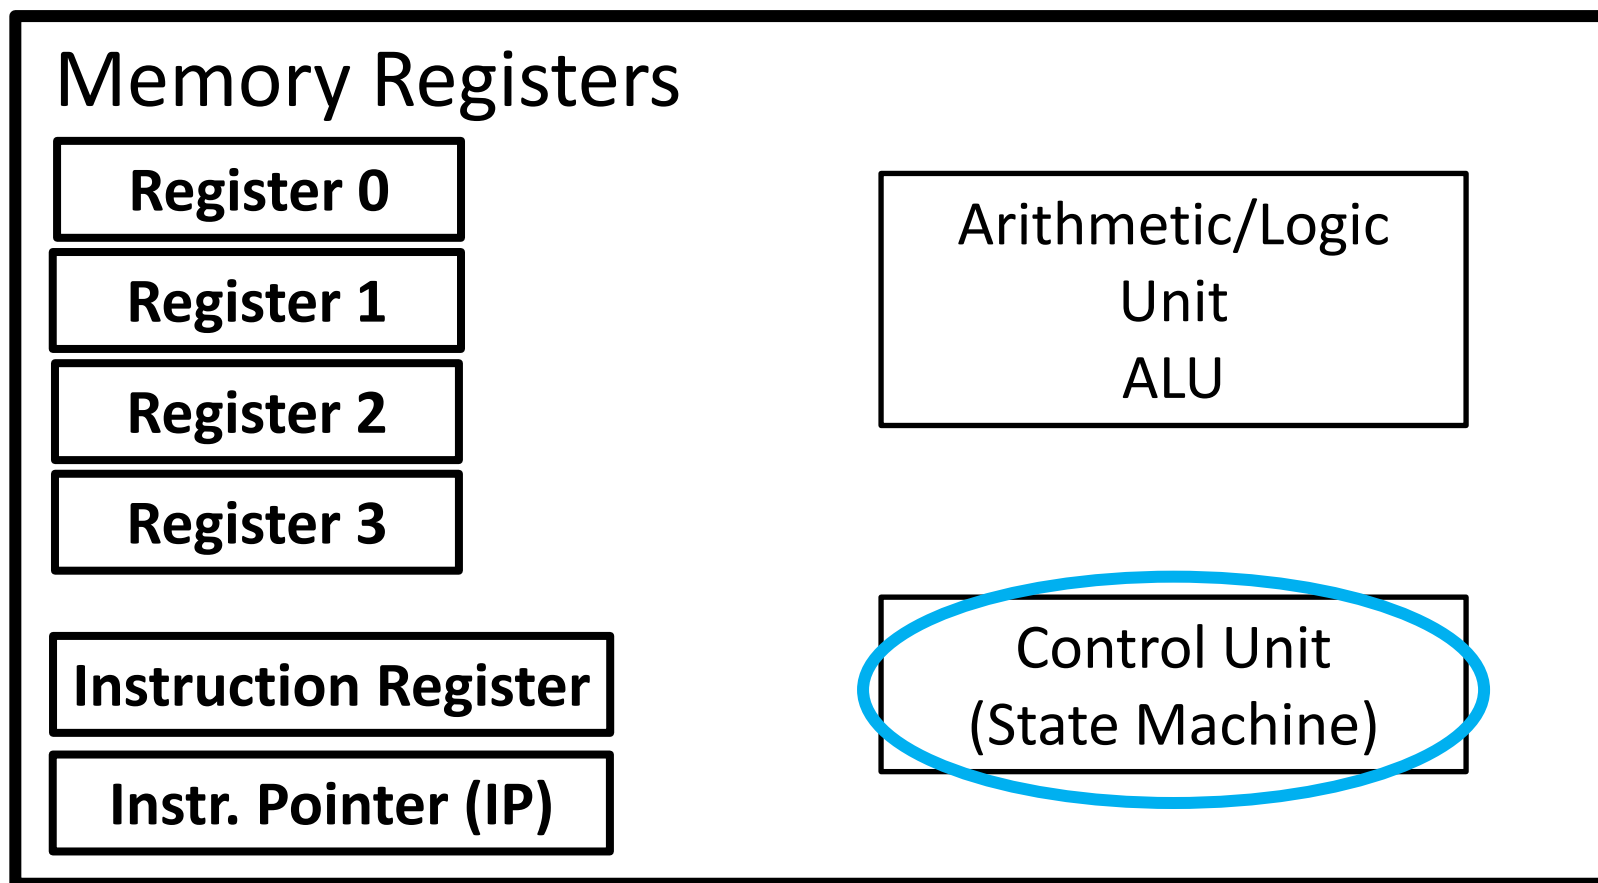 Memory Registers
Register 0
Register 1
Register 2
Register 3
Instruction Register
Instr. Pointer (IP)
Arithmetic/Logic
Unit
ALU
Control Unit
(State Machine)